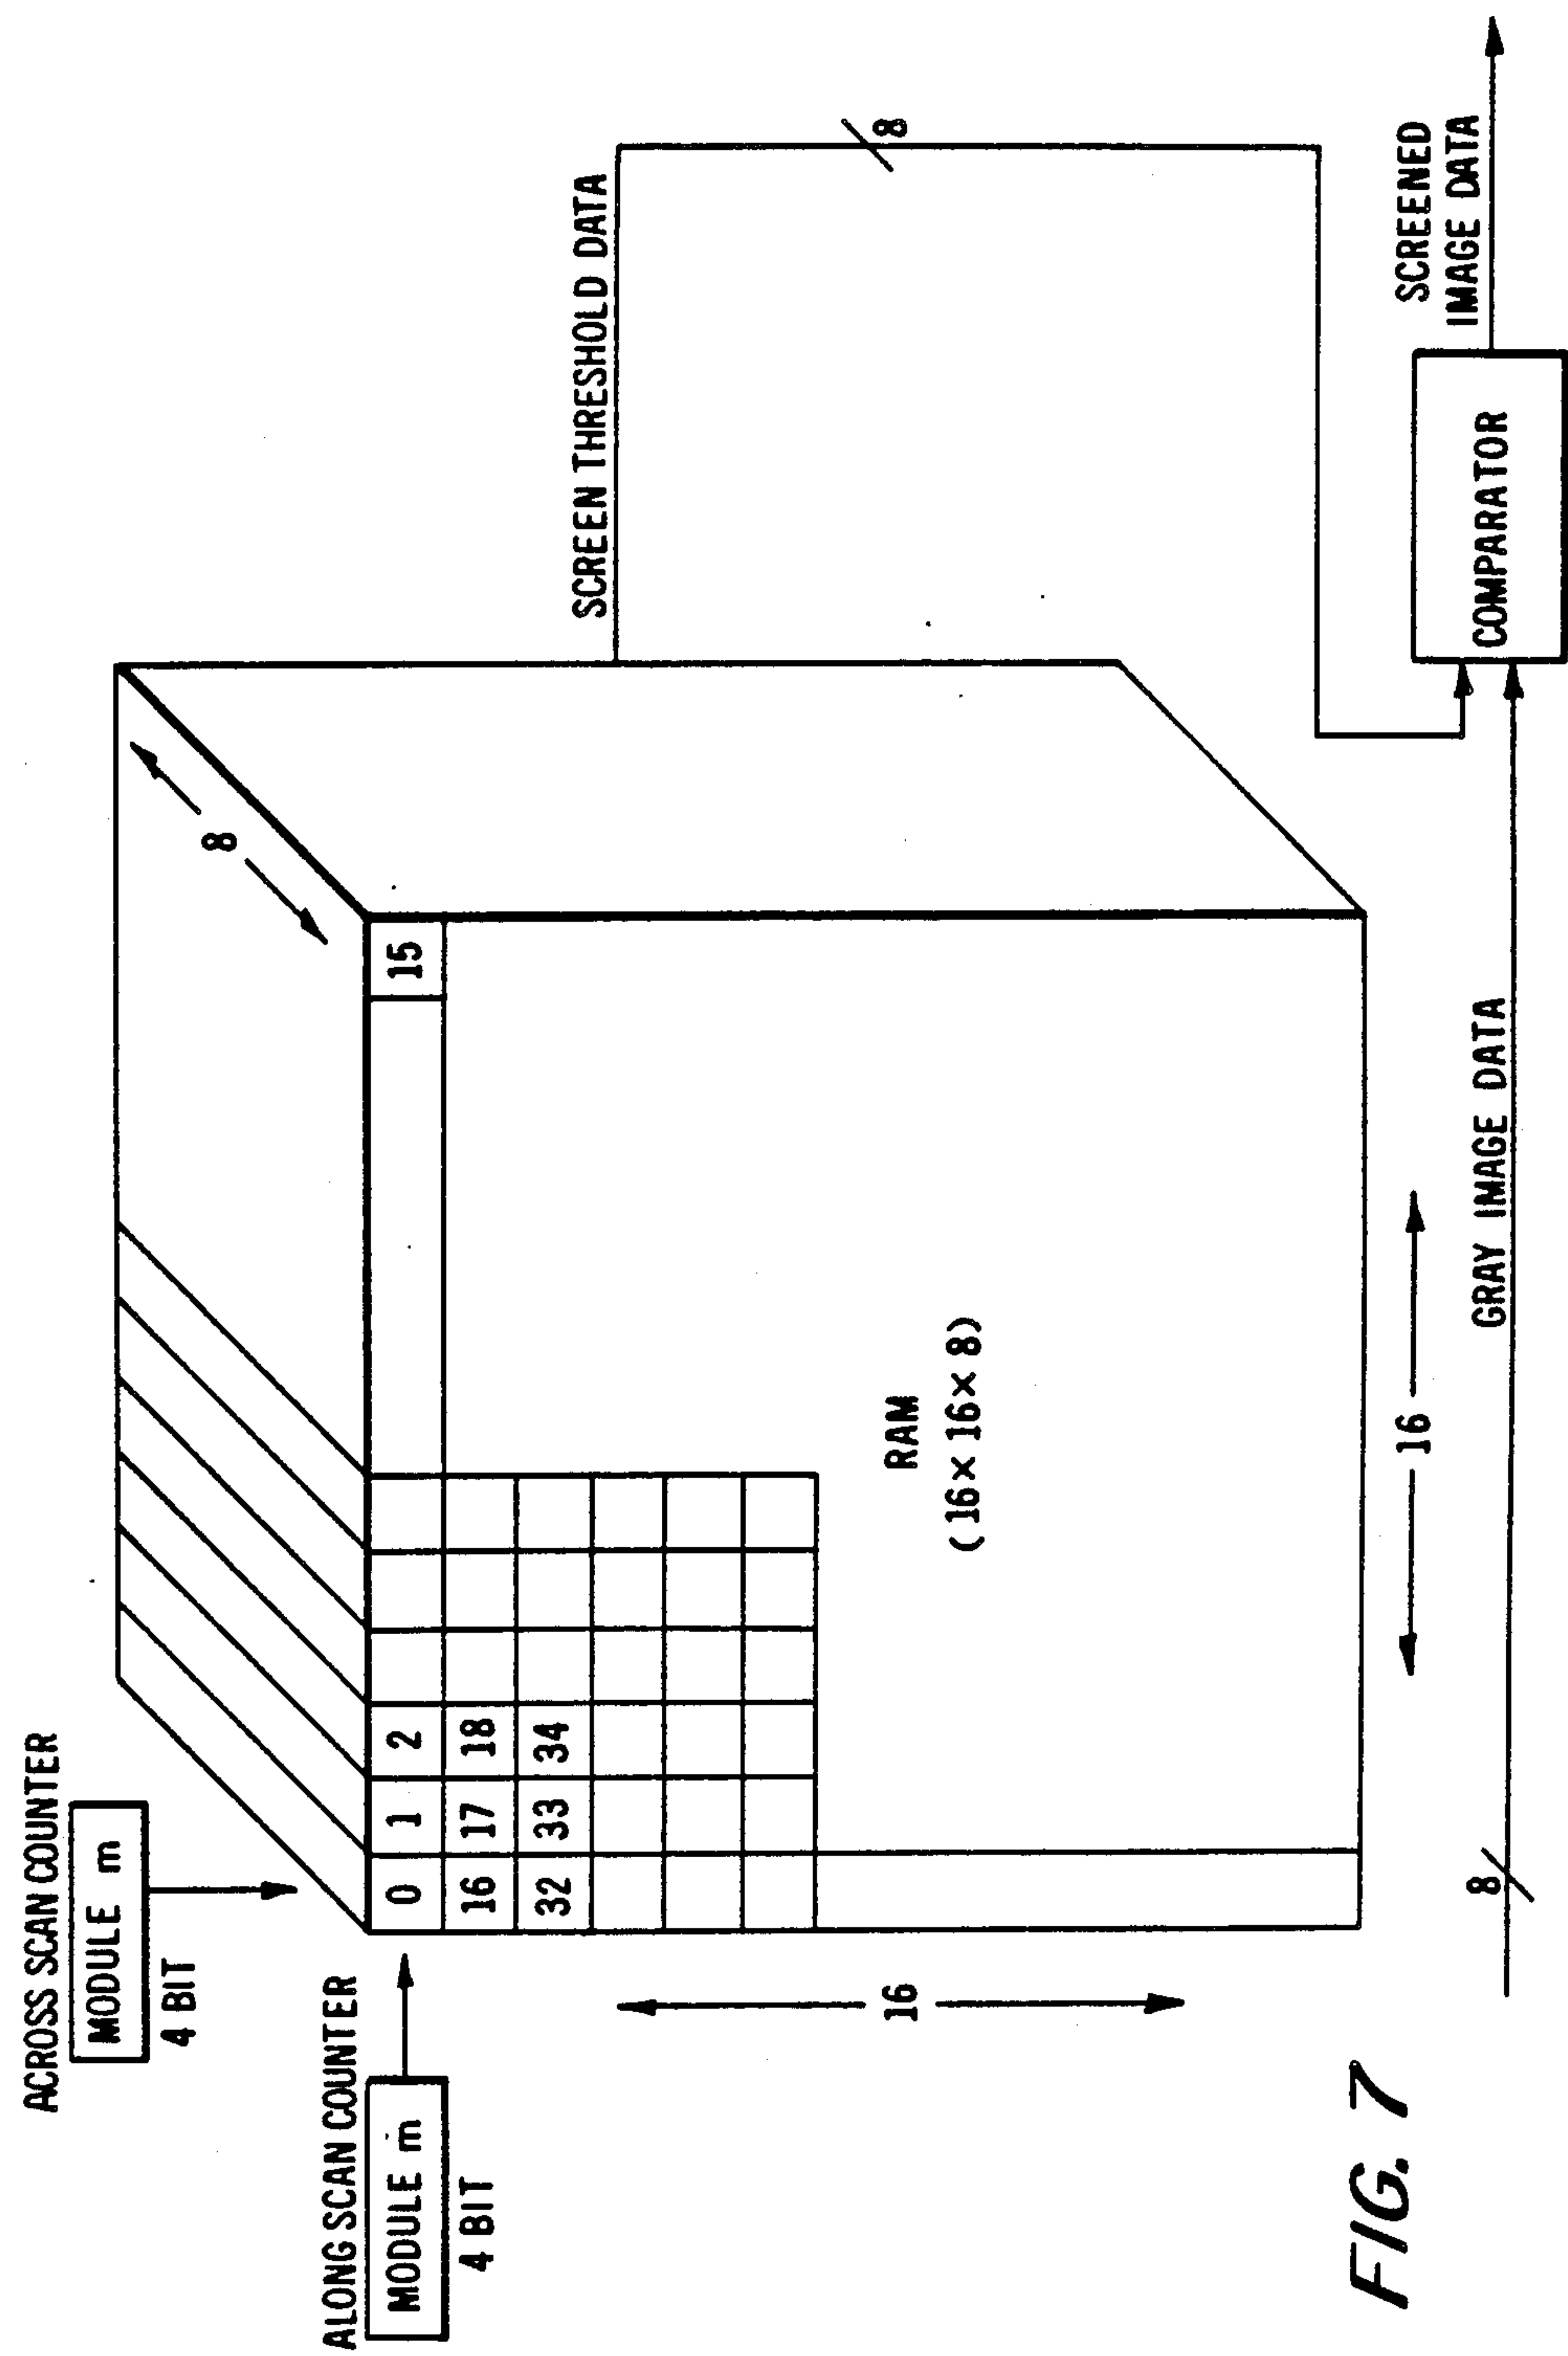 ACROSS SCAN COUNTER
MODULE m
4 BIT
ALONG SCAN COUNTER
MODULE m
4 BIT
8
0 1 2 15
16 17 18
32 33 34
16
RAM
(16×16×8)
16
SCREEN THRESHOLD DATA
8
8
GRAY IMAGE DATA
COMPARATOR
SCREENED
IMAGE DATA
FIG. 7